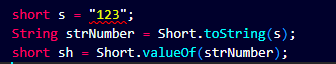 short s = "123";
String strNumber = Short.toString(s);
short sh = Short.valueOf(strNumber);